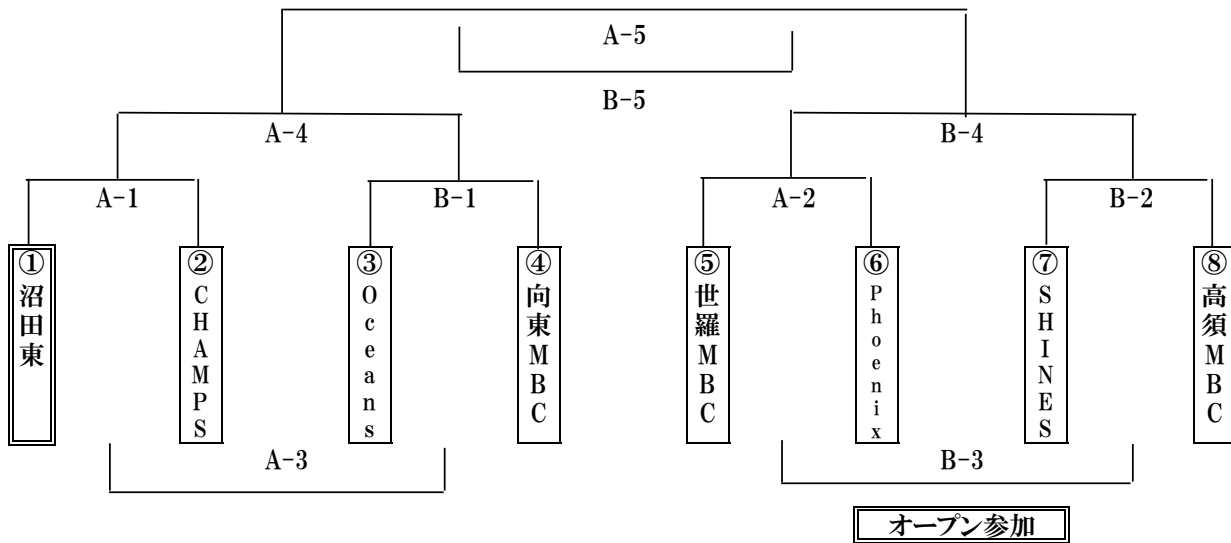 A-5
B-5
A-4
B-4
A-1
B-1
A-2
B-2
①沼田東
②CHAMPS
③Oceans
④向東MBC
⑤世羅MBC
⑥Phoenix
⑦SHINES
⑧高須MBC
A-3
B-3
オープン参加